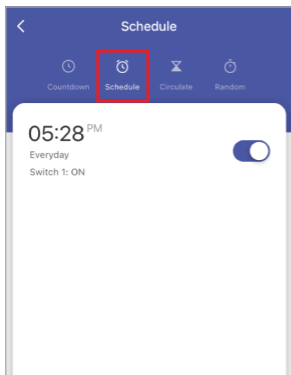 Schedule
Countdown Schedule Circulate Random
05:28 PM
Everyday
Switch 1: ON